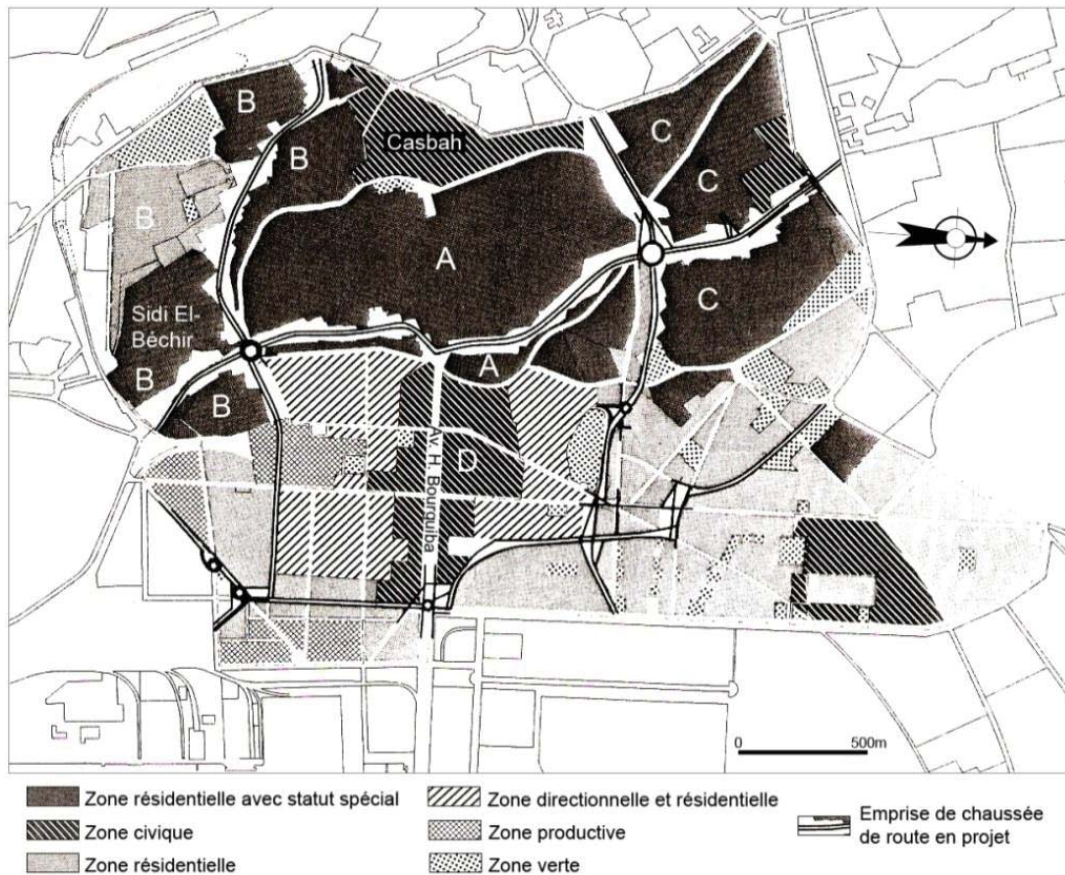 B
Casbah
B
C
C
B
A
C
Sidi El-
Béchir
B
A
B
D
Av. H. Bourguiba
0 500m
Zone résidentielle avec statut spécial
Zone civique
Zone résidentielle
Zone directionnelle et résidentielle
Zone productive
Zone verte
Emprise de chaussée
de route en projet